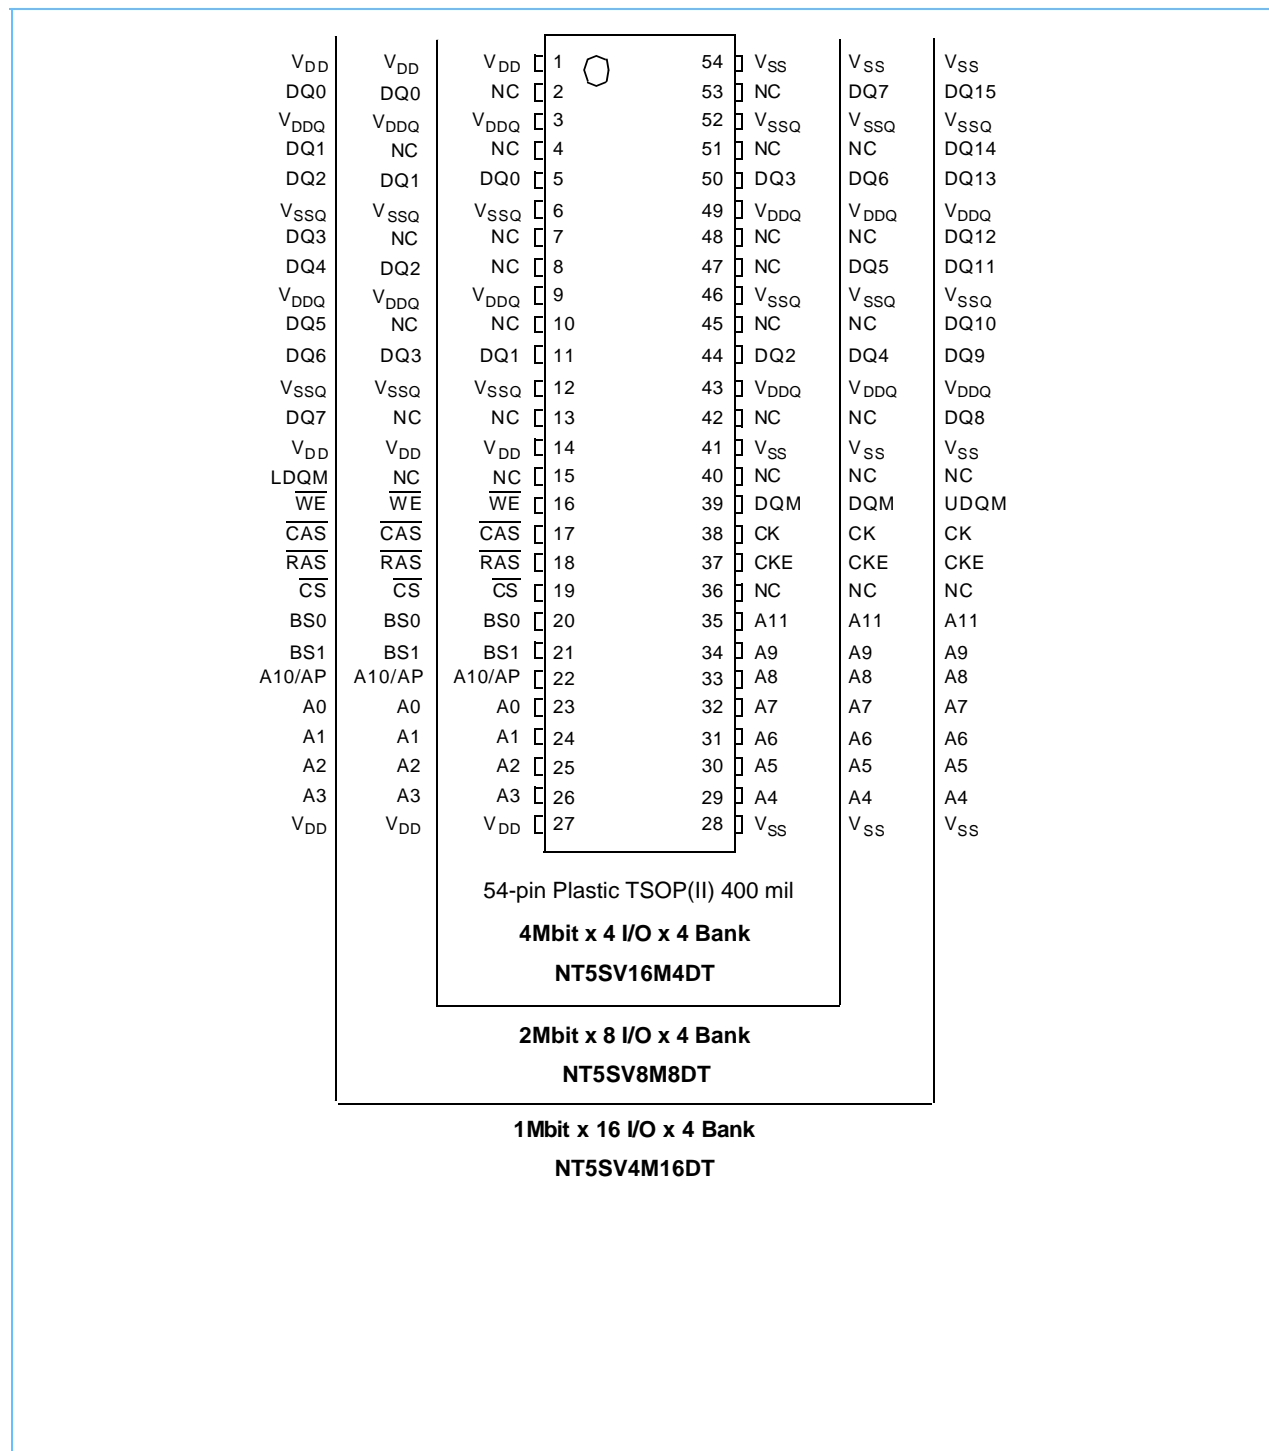 VDD VDD VDD 1 54 VSS VSS VSS
DQ0 DQ0 NC 2 53 NC DQ7 DQ15
VDDQ VDDQ VDDQ 3 52 VSSQ VSSQ VSSQ
DQ1 NC NC 4 51 NC NC DQ14
DQ2 DQ1 DQ0 5 50 DQ3 DQ6 DQ13
VSSQ VSSQ VSSQ 6 49 VDDQ VDDQ VDDQ
DQ3 NC NC 7 48 NC NC DQ12
DQ4 DQ2 NC 8 47 NC DQ5 DQ11
VDDQ VDDQ VDDQ 9 46 VSSQ VSSQ VSSQ
DQ5 NC NC 10 45 NC NC DQ10
DQ6 DQ3 DQ1 11 44 DQ2 DQ4 DQ9
VSSQ VSSQ VSSQ 12 43 VDDQ VDDQ VDDQ
DQ7 NC NC 13 42 NC NC DQ8
VDD VDD VDD 14 41 VSS VSS VSS
LDQM NC NC 15 40 NC NC NC
W̅E̅ W̅E̅ W̅E̅ 16 39 DQM DQM UDQM
C̅A̅S̅ C̅A̅S̅ C̅A̅S̅ 17 38 CK CK CK
R̅A̅S̅ R̅A̅S̅ R̅A̅S̅ 18 37 CKE CKE CKE
C̅S̅ C̅S̅ C̅S̅ 19 36 NC NC NC
BS0 BS0 BS0 20 35 A11 A11 A11
BS1 BS1 BS1 21 34 A9 A9 A9
A10/AP A10/AP A10/AP 22 33 A8 A8 A8
A0 A0 A0 23 32 A7 A7 A7
A1 A1 A1 24 31 A6 A6 A6
A2 A2 A2 25 30 A5 A5 A5
A3 A3 A3 26 29 A4 A4 A4
VDD VDD VDD 27 28 VSS VSS VSS
54-pin Plastic TSOP(II) 400 mil
4Mbit x 4 I/O x 4 Bank
NT5SV16M4DT
2Mbit x 8 I/O x 4 Bank
NT5SV8M8DT
1Mbit x 16 I/O x 4 Bank
NT5SV4M16DT